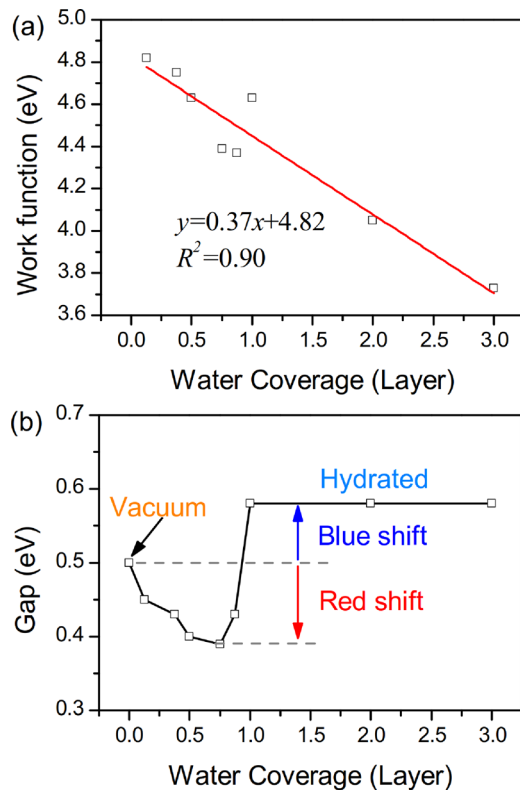 (a)
Work function (eV)
4.8
4.6
4.4
4.2
4.0
3.8
3.6
y=0.37x+4.82
R²=0.90
0.0 0.5 1.0 1.5 2.0 2.5 3.0
Water Coverage (Layer)
(b)
Gap (eV)
0.7
0.6
0.5
0.4
0.3
Vacuum
Hydrated
Blue shift
Red shift
0.0 0.5 1.0 1.5 2.0 2.5 3.0
Water Coverage (Layer)